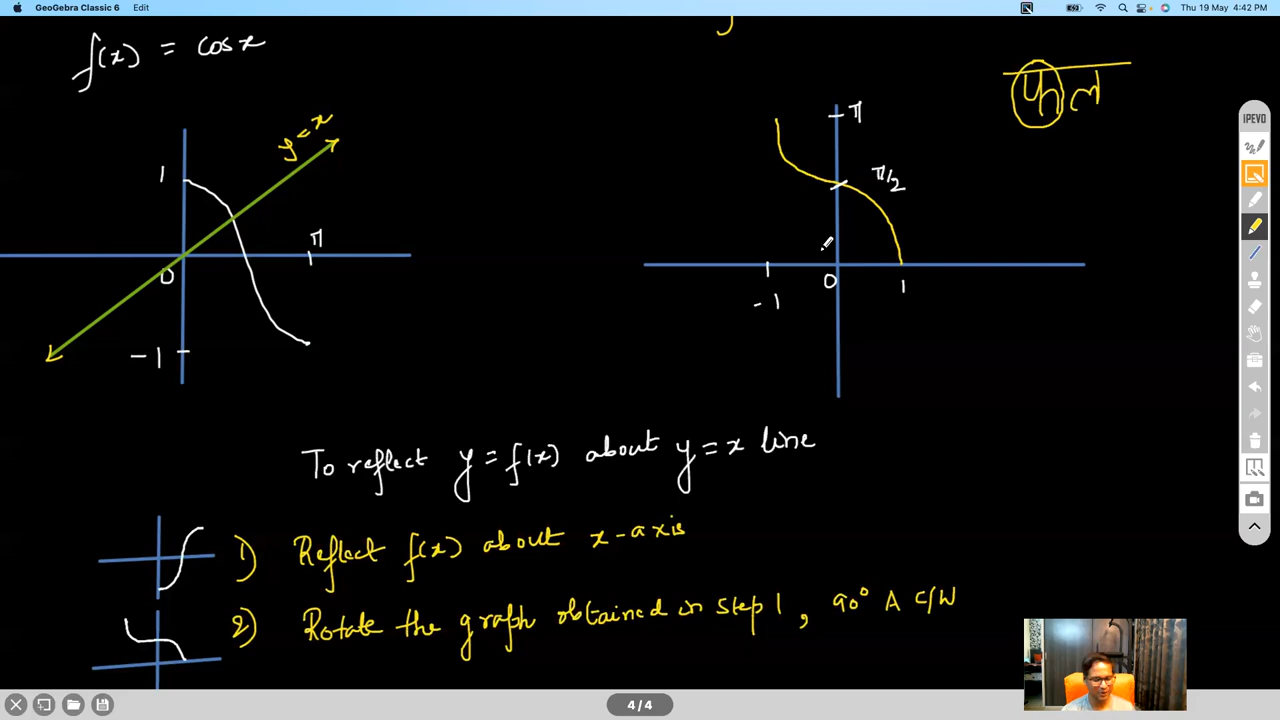 GeoGebra Classic 6 Edit
Thu 19 May 4:42 PM
f(x) = cos x
फल
y = x
1
π
0
-1
π
π/2
-1
0
1
To reflect y = f(x) about y = x line
1) Reflect f(x) about x-axis
2) Rotate the graph obtained in step 1, 90° A C/W
IPEVO
4/4